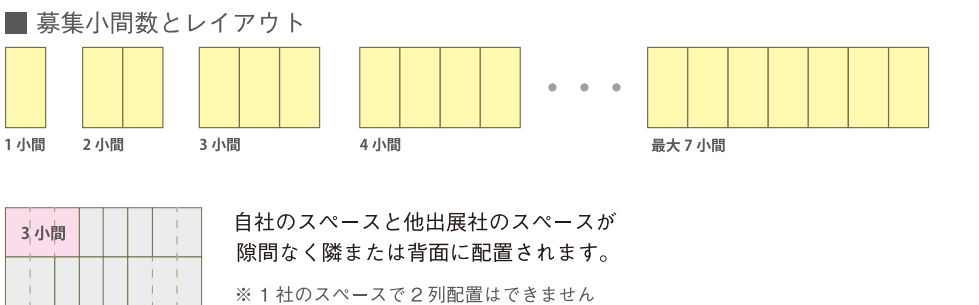 ■ 募集小間数とレイアウト
1 小間 2 小間 3 小間 4 小間 • • • 最大 7 小間
3 小間
自社のスペースと他出展社のスペースが
隙間なく隣または背面に配置されます。
※ 1 社のスペースで 2 列配置はできません